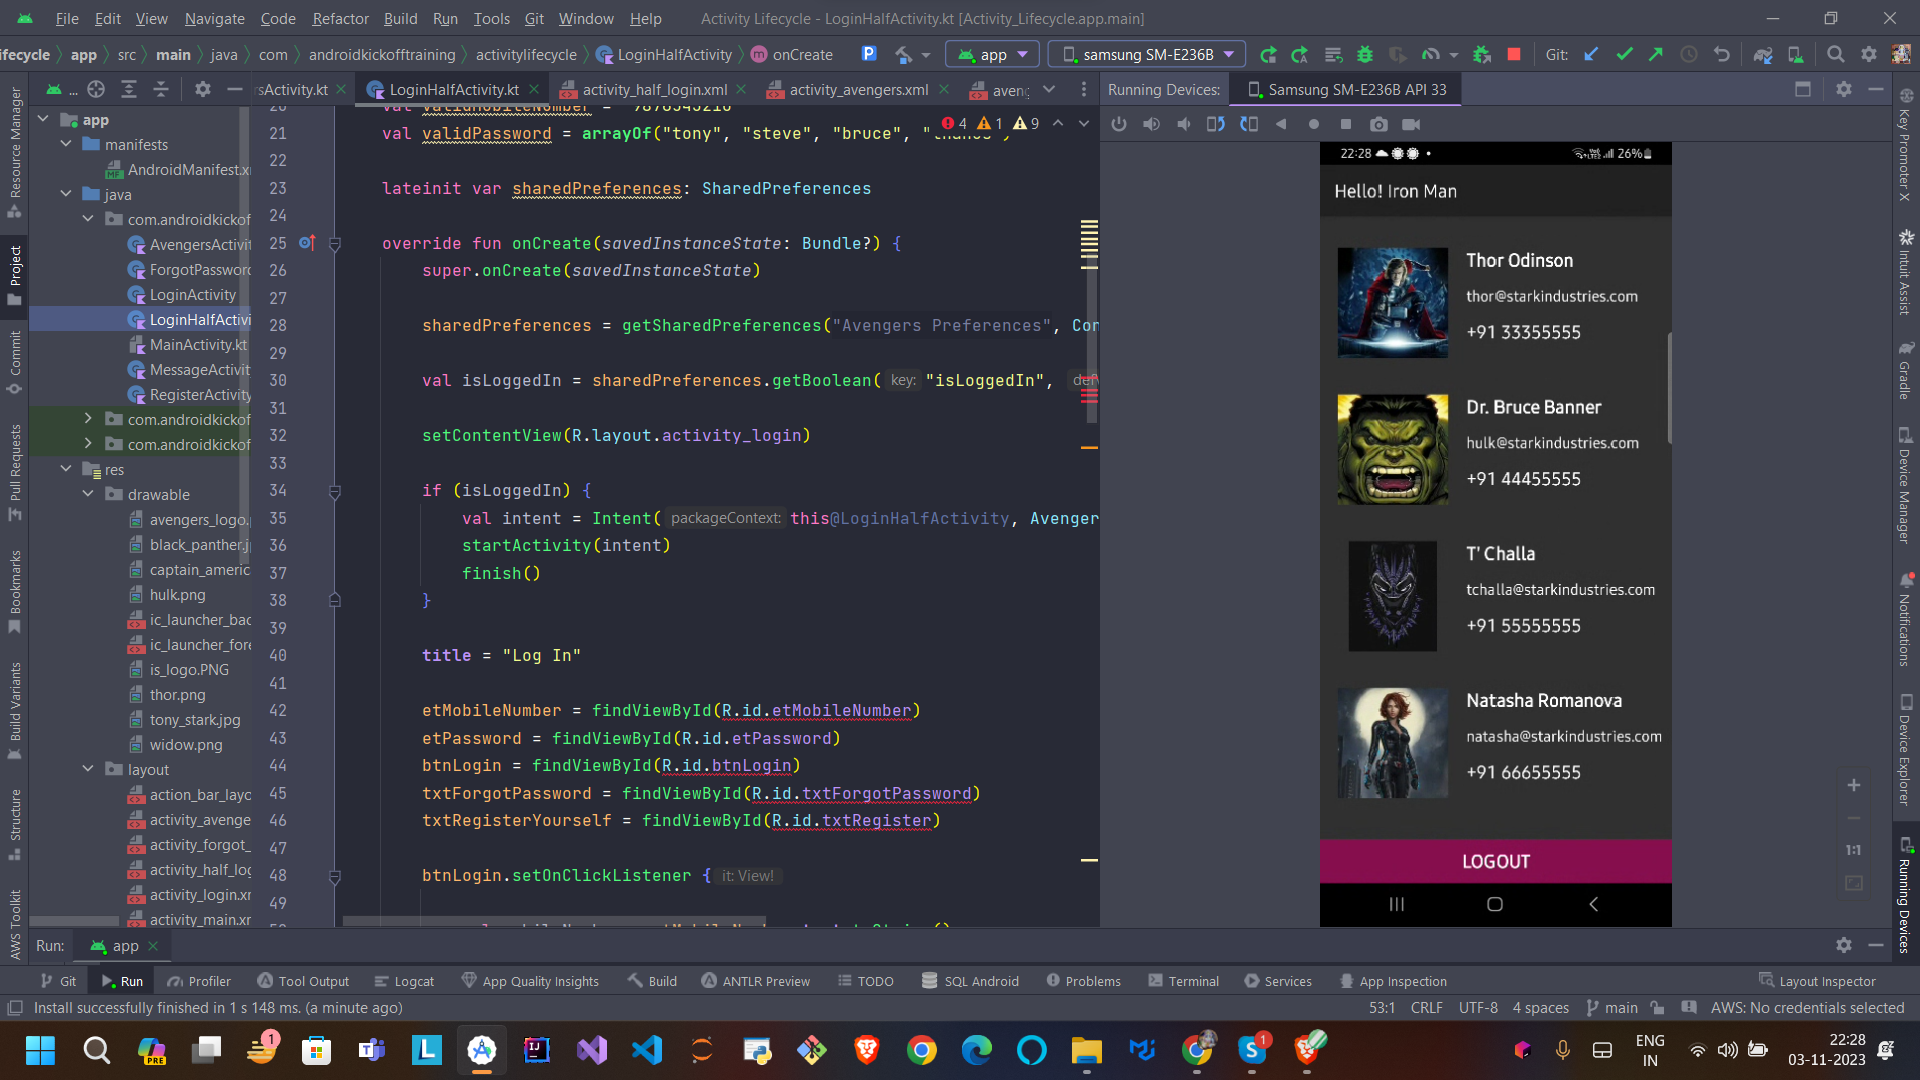 File Edit View Navigate Code Refactor Build Run Tools Git Window Help Activity Lifecycle - LoginHalfActivity.kt [Activity_Lifecycle.app.main]
ifecycle app src main java com androidkickofftraining activitylifecycle LoginHalfActivity onCreate app samsung SM-E236B Git:
... rsActivity.kt LoginHalfActivity.kt activity_half_login.xml activity_avengers.xml aveng
Running Devices: Samsung SM-E236B API 33
Resource Manager
Project
Commit
Pull Requests
Bookmarks
Build Variants
Structure
AWS Toolkit
app
manifests
AndroidManifest.x
java
com.androidkickof
AvengersActivit
ForgotPassword
LoginActivity
LoginHalfActivi
MainActivity.kt
MessageActivit
RegisterActivity
com.androidkickof
com.androidkickof
res
drawable
avengers_logo.
black_panther.j
captain_americ
hulk.png
ic_launcher_bac
ic_launcher_fore
is_logo.PNG
thor.png
tony_stark.jpg
widow.png
layout
action_bar_layo
activity_avenge
activity_forgot_
activity_half_log
activity_login.xr
activity_main.xr
4 1 9
21 val validPassword = arrayOf("tony", "steve", "bruce", "thanos")
22
23 lateinit var sharedPreferences: SharedPreferences
24
25 override fun onCreate(savedInstanceState: Bundle?) {
26 super.onCreate(savedInstanceState)
27
28 sharedPreferences = getSharedPreferences("Avengers Preferences", Con
29
30 val isLoggedIn = sharedPreferences.getBoolean( key: "isLoggedIn", def
31
32 setContentView(R.layout.activity_login)
33
34 if (isLoggedIn) {
35 val intent = Intent( packageContext: this@LoginHalfActivity, Avenger
36 startActivity(intent)
37 finish()
38 }
39
40 title = "Log In"
41
42 etMobileNumber = findViewById(R.id.etMobileNumber)
43 etPassword = findViewById(R.id.etPassword)
44 btnLogin = findViewById(R.id.btnLogin)
45 txtForgotPassword = findViewById(R.id.txtForgotPassword)
46 txtRegisterYourself = findViewById(R.id.txtRegister)
47
48 btnLogin.setOnClickListener { it: View!
49
22:28 26%
Hello! Iron Man
Thor Odinson
thor@starkindustries.com
+91 33355555
Dr. Bruce Banner
hulk@starkindustries.com
+91 44455555
T' Challa
tchalla@starkindustries.com
+91 55555555
Natasha Romanova
natasha@starkindustries.com
+91 66655555
LOGOUT
1:1
Key Promoter X
Intuit Assist
Gradle
Device Manager
Notifications
Device Explorer
Running Devices
Run: app
Git Run Profiler Tool Output Logcat App Quality Insights Build ANTLR Preview TODO SQL Android Problems Terminal Services App Inspection Layout Inspector
Install successfully finished in 1 s 148 ms. (a minute ago) 53:1 CRLF UTF-8 4 spaces main AWS: No credentials selected
PRE 1 1 ENG IN 22:28
03-11-2023